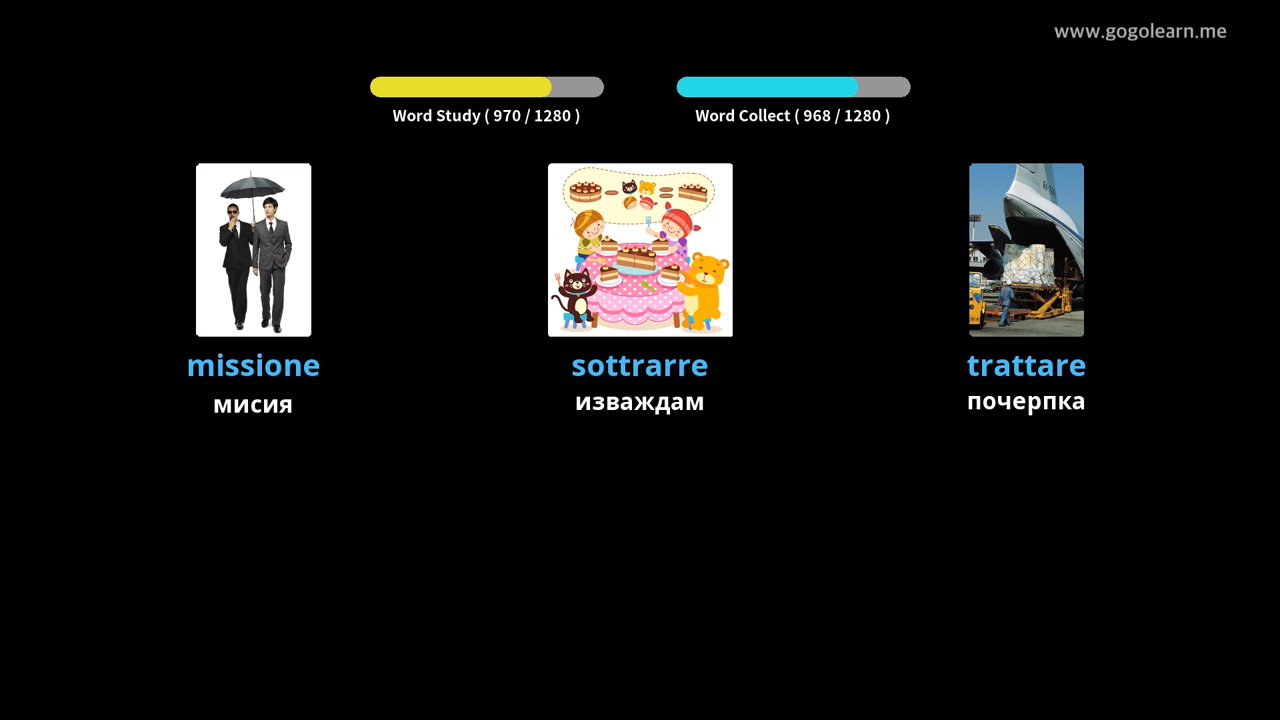 www.gogolearn.me
Word Study ( 970 / 1280 )
Word Collect ( 968 / 1280 )
missione
мисия
sottrarre
изваждам
trattare
почерпка